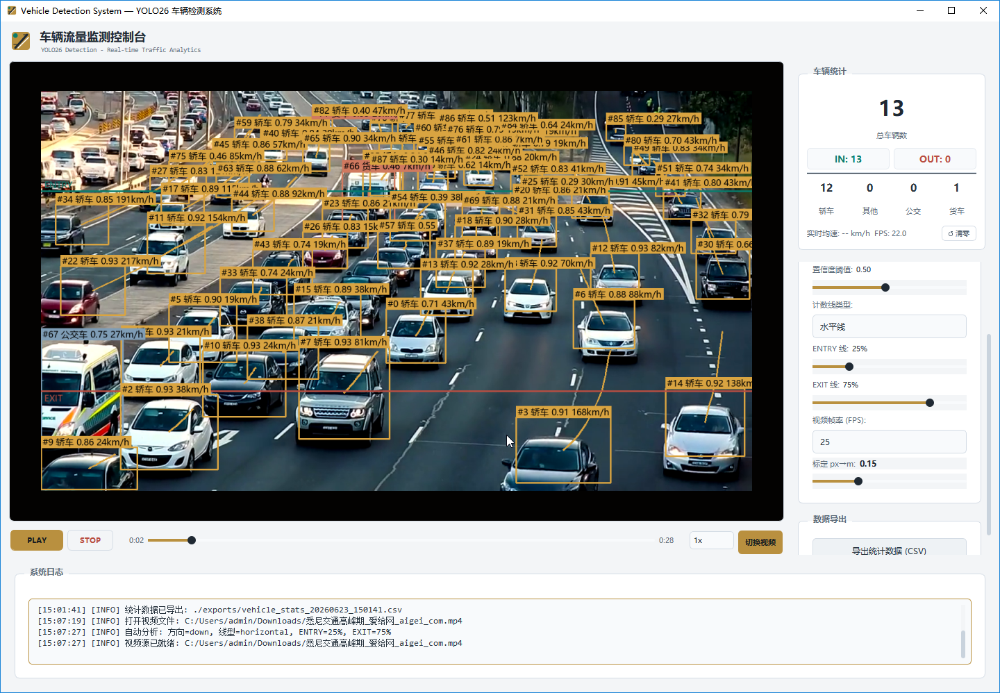 Vehicle Detection System — YOLO26 车辆检测系统
车辆流量监测控制台
YOLO26 Detection - Real-time Traffic Analytics
#82 轿车 0.40 47km/h
#77 轿车
#86 轿车 0.51 123km/h
#59 轿车 0.79 34km/h
0.64 24km/h
#85 轿车 0.29 27km/h
#40 轿车
#65 轿车 0.90 34km/h
#60
#76 轿车 0.7
#45 轿车 0.86 57km/h
#55 轿车
#61 轿车 0.86 7km/h
9 19km/h
#80 轿车 0.70 43km/h
#49 轿车 0.83 34km/h
#75 轿车 0.46 85km/h
#87 轿车 0.30 14km/h
#46 轿车 0.82 24km/h
20km/h
#27 轿车 0.83
#63 轿车 0.88 62km/h
#66 货车 0.46 7km/h
0.62 14km/h
#52 轿车 0.83 41km/h
#51 轿车 0.74 34km/h
#17 轿车 0.89
#44 轿车 0.88 92km/h
#25 轿车 0.29 30km/h
0.91 45km/h
#41 轿车 0.80 43km/h
#34 轿车 0.85 191km/h
#23 轿车 0.86
#54 轿车 0.39
#20 轿车 0.86 21km/h
#69 轿车 0.88 21km/h
#11 轿车 0.92 154km/h
#26 轿车 0.83
#57 轿车 0.55
#18 轿车 0.90 28km/h
#31 轿车 0.85 43km/h
#32 轿车 0.79
#43 轿车 0.74 19km/h
#37 轿车 0.89 19km/h
#12 轿车 0.93 82km/h
#30 轿车 0.66
#22 轿车 0.93 217km/h
#33 轿车 0.74 24km/h
#13 轿车 0.92 28km/h
轿车 0.92 70km/h
#5 轿车 0.90 19km/h
#15 轿车 0.89 38km/h
#0 轿车 0.71 43km/h
#6 轿车 0.88 88km/h
#38 轿车 0.87 21km/h
#67 公交车 0.75 27km/h
车 0.93 21km/h
#10 轿车 0.93 24km/h
#7 轿车 0.93 81km/h
#2 轿车 0.93 38km/h
EXIT
#14 轿车 0.92 138km
#3 轿车 0.91 168km/h
#9 轿车 0.86 24km/h
PLAY
STOP
0:02
0:28
1x
切换视频
车辆统计
13
总车辆数
IN: 13
OUT: 0
12
0
0
1
轿车
其他
公交
货车
实时均速: -- km/h FPS: 22.0
清零
置信度阈值: 0.50
计数线类型:
水平线
ENTRY 线: 25%
EXIT 线: 75%
视频帧率 (FPS):
25
标定 px→m: 0.15
数据导出
导出统计数据 (CSV)
系统日志
[15:01:41] [INFO] 统计数据已导出: ./exports/vehicle_stats_20260623_150141.csv
[15:07:19] [INFO] 打开视频文件: C:/Users/admin/Downloads/悉尼交通高峰期_爱给网_aigei_com.mp4
[15:07:27] [INFO] 自动分析: 方向=down, 线型=horizontal, ENTRY=25%, EXIT=75%
[15:07:27] [INFO] 视频源已就绪: C:/Users/admin/Downloads/悉尼交通高峰期_爱给网_aigei_com.mp4